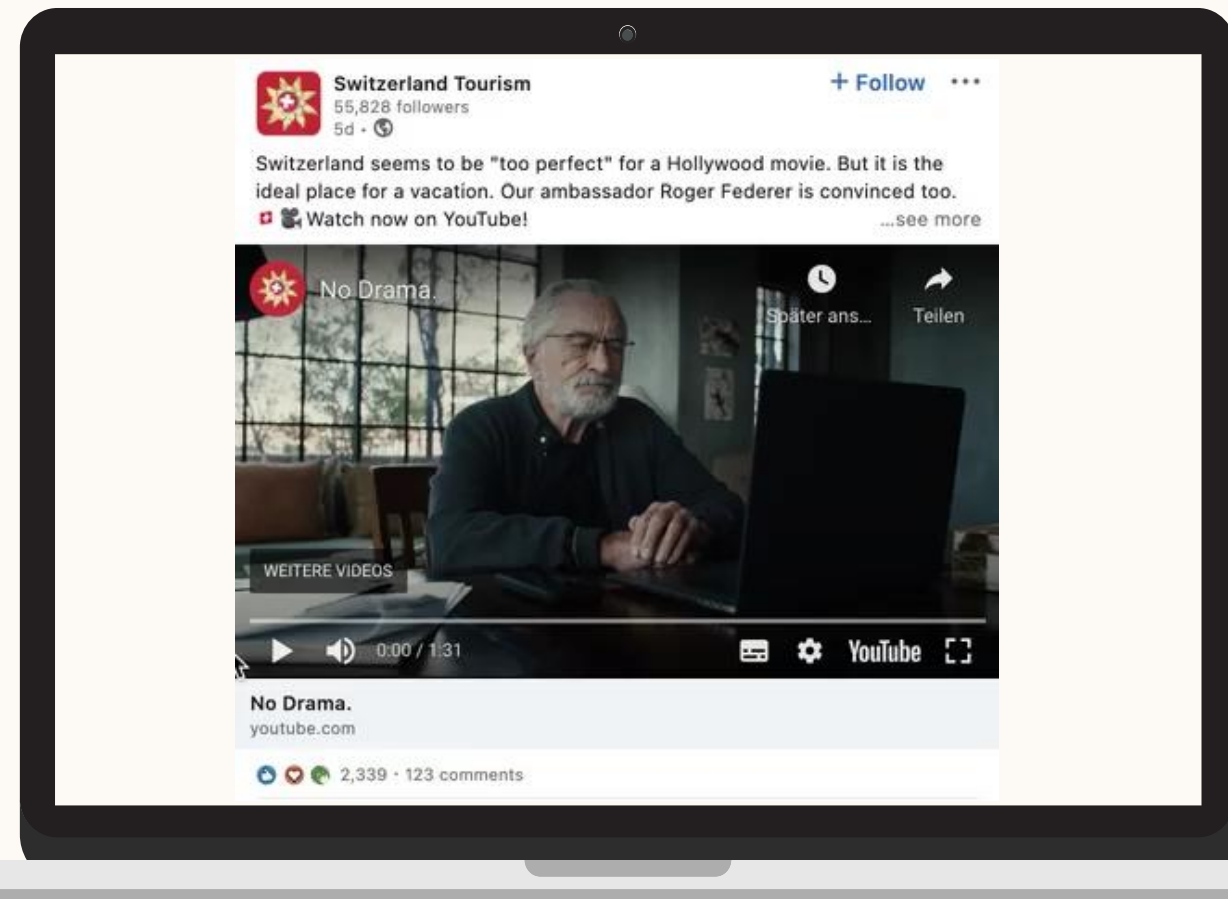 Switzerland Tourism
+ Follow
55,828 followers
5d •
Switzerland seems to be "too perfect" for a Hollywood movie. But it is the
ideal place for a vacation. Our ambassador Roger Federer is convinced too.
Watch now on YouTube!
...see more
No Drama.
Später ans...
Teilen
WEITERE VIDEOS
0:00 / 1:31
YouTube
No Drama.
youtube.com
2,339 · 123 comments